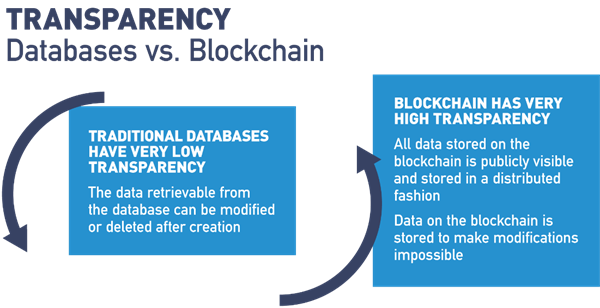 TRANSPARENCY
Databases vs. Blockchain
TRADITIONAL DATABASES
HAVE VERY LOW
TRANSPARENCY
The data retrievable from
the database can be modified
or deleted after creation
BLOCKCHAIN HAS VERY
HIGH TRANSPARENCY
All data stored on the
blockchain is publicly visible
and stored in a distributed
fashion
Data on the blockchain is
stored to make modifications
impossible